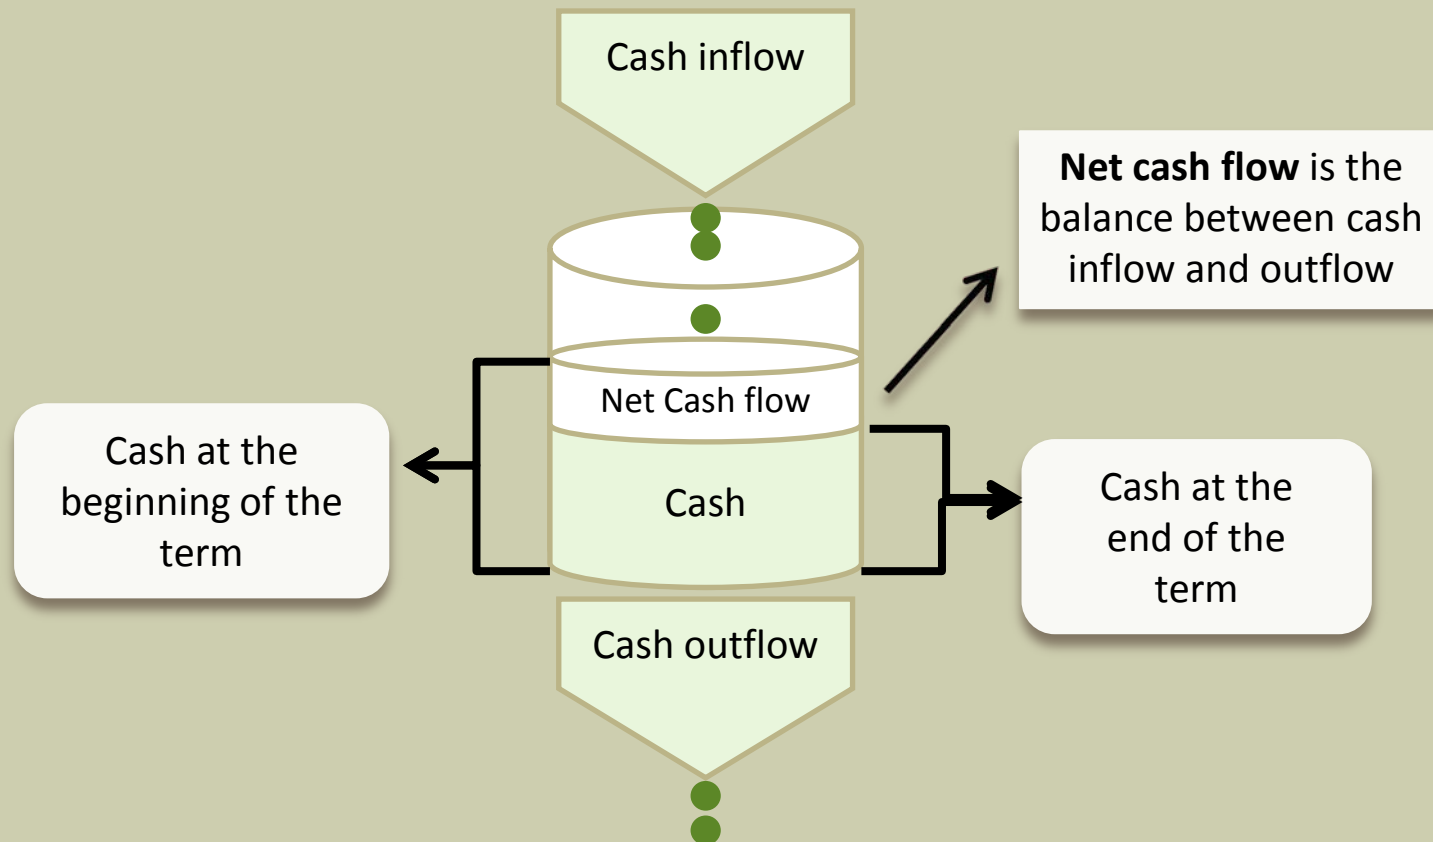 Cash inflow
Net cash flow is the
balance between cash
inflow and outflow
Net Cash flow
Cash at the
beginning of the
term
Cash
Cash at the
end of the
term
Cash outflow